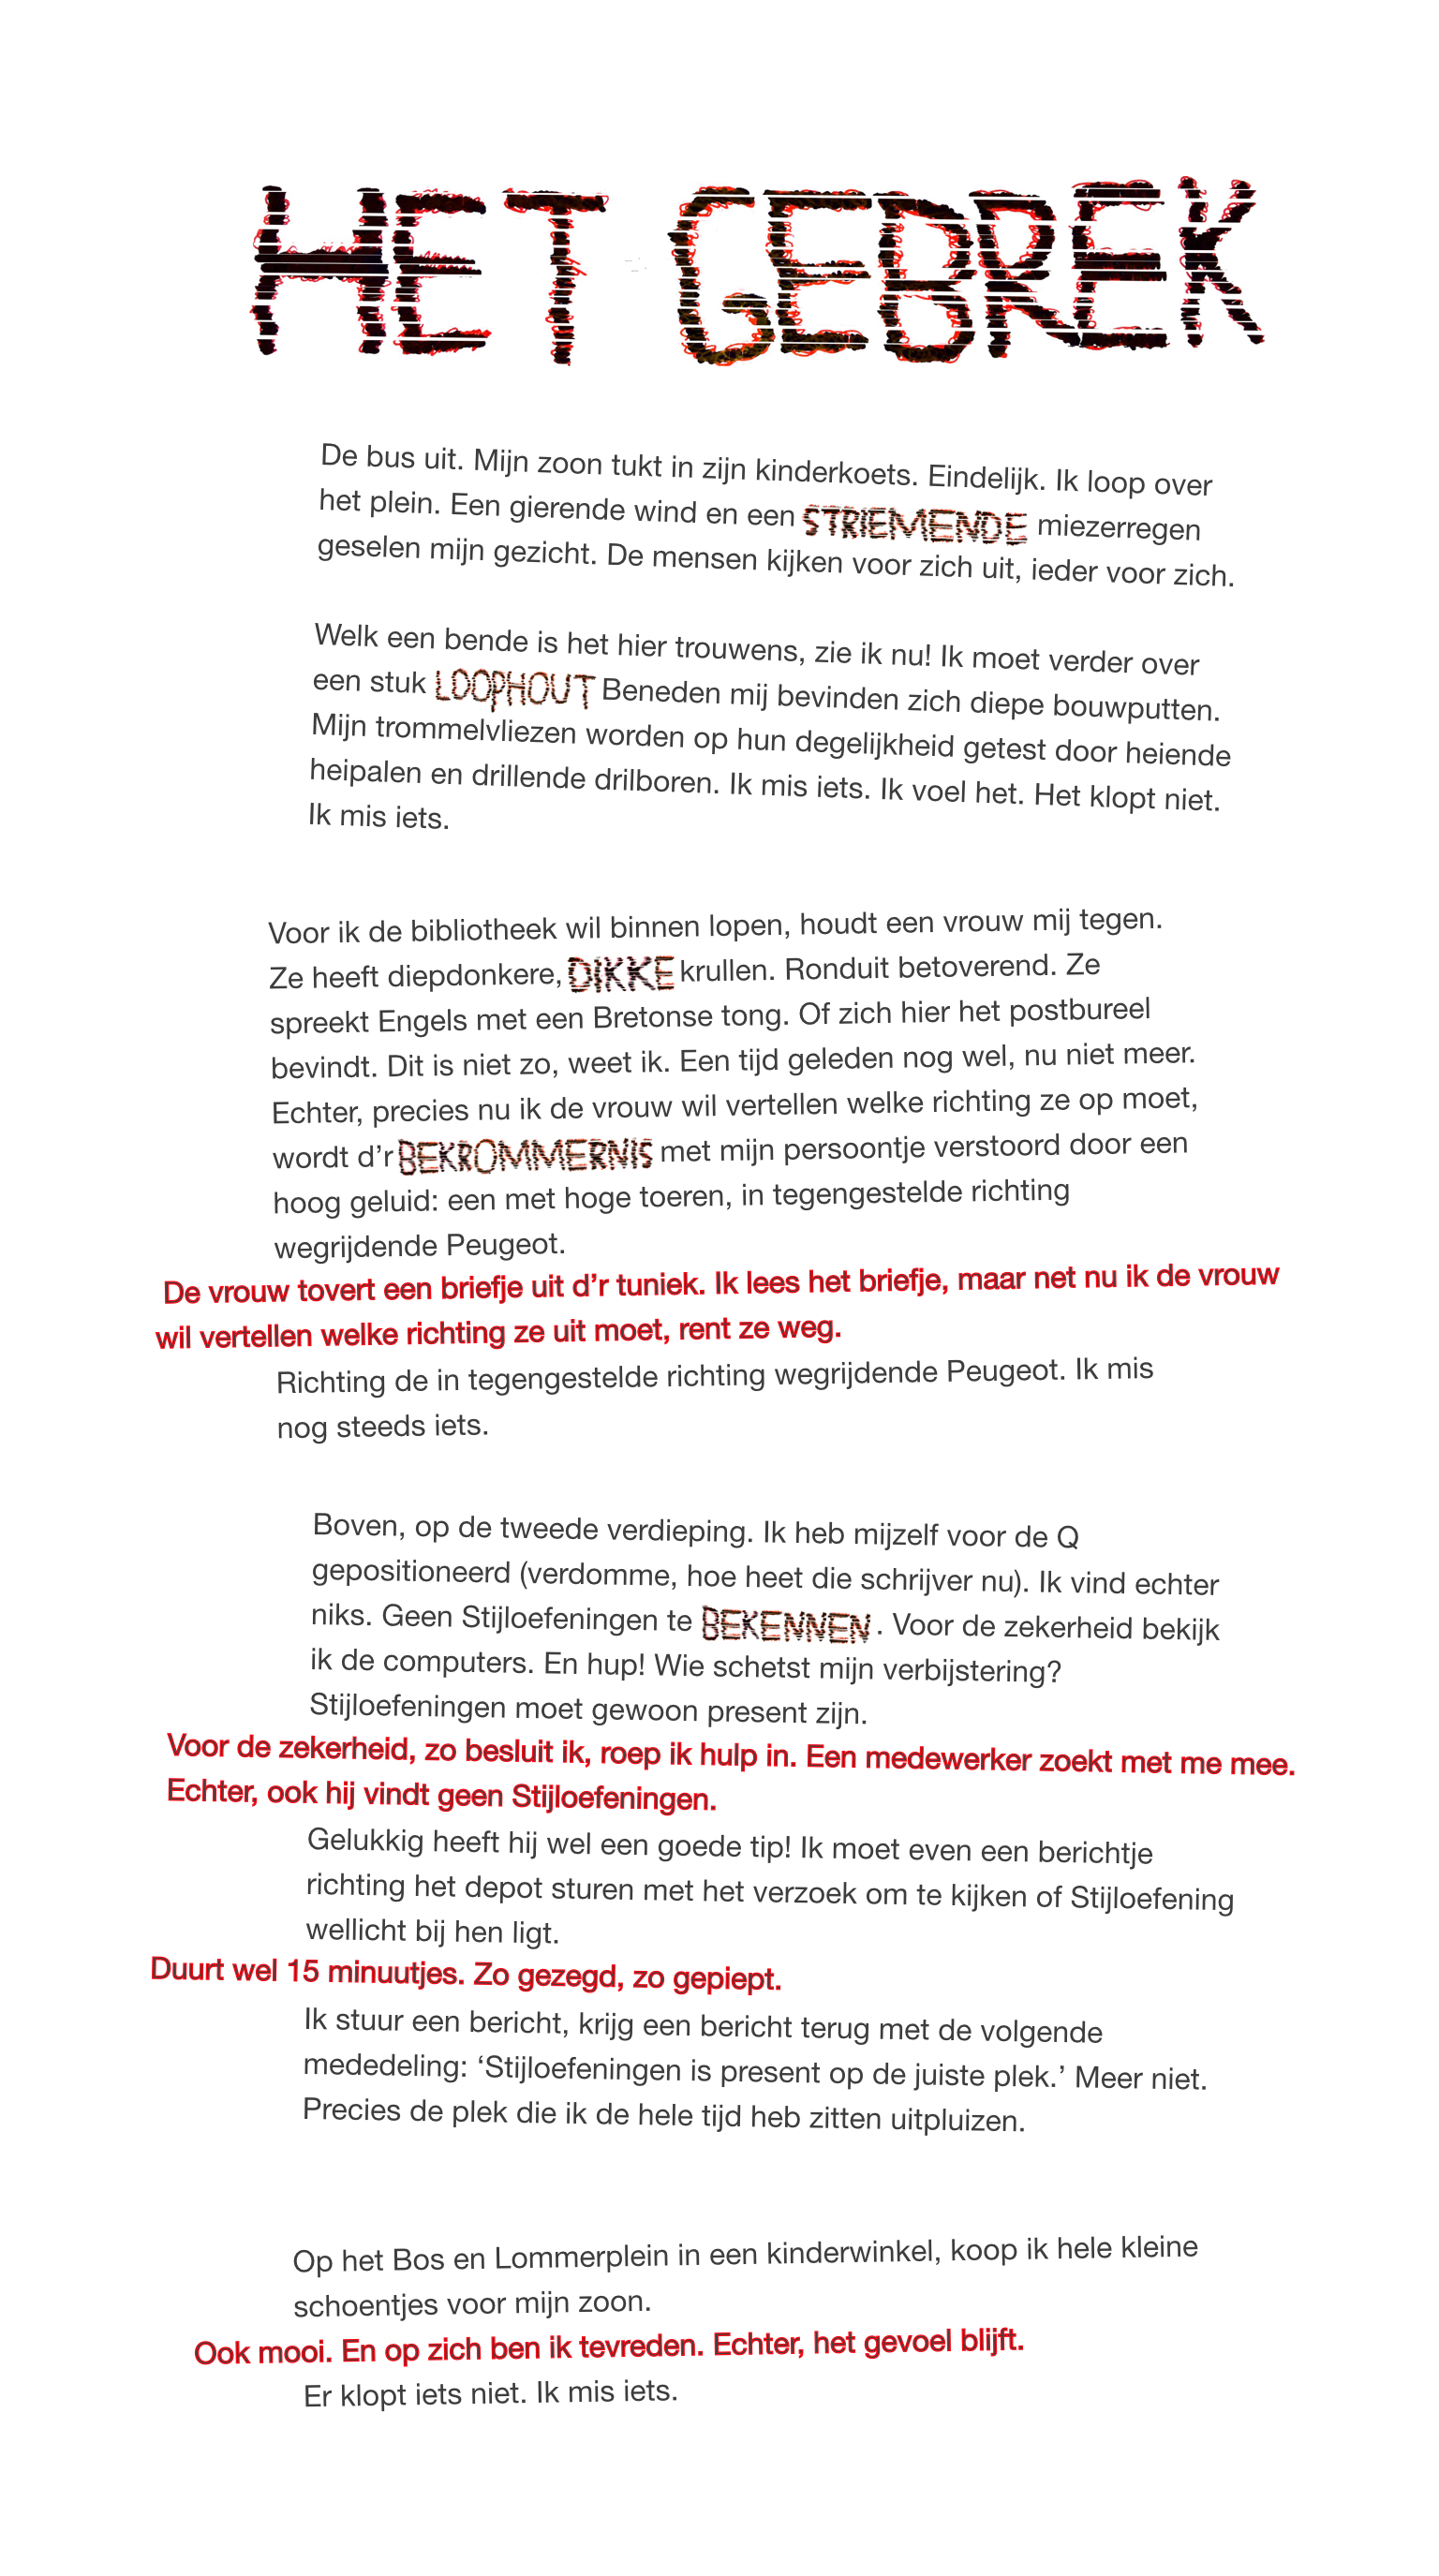 HET GEBREK
De bus uit. Mijn zoon tukt in zijn kinderkoets. Eindelijk. Ik loop over
het plein. Een gierende wind en een STRIEMENDE miezerregen
geselen mijn gezicht. De mensen kijken voor zich uit, ieder voor zich.
Welk een bende is het hier trouwens, zie ik nu! Ik moet verder over
een stuk LOOPHOUT Beneden mij bevinden zich diepe bouwputten.
Mijn trommelvliezen worden op hun degelijkheid getest door heiende
heipalen en drillende drilboren. Ik mis iets. Ik voel het. Het klopt niet.
Ik mis iets.
Voor ik de bibliotheek wil binnen lopen, houdt een vrouw mij tegen.
Ze heeft diepdonkere, DIKKE krullen. Ronduit betoverend. Ze
spreekt Engels met een Bretonse tong. Of zich hier het postbureel
bevindt. Dit is niet zo, weet ik. Een tijd geleden nog wel, nu niet meer.
Echter, precies nu ik de vrouw wil vertellen welke richting ze op moet,
wordt d’r BEKROMMERNIS met mijn persoontje verstoord door een
hoog geluid: een met hoge toeren, in tegengestelde richting
wegrijdende Peugeot.
De vrouw tovert een briefje uit d’r tuniek. Ik lees het briefje, maar net nu ik de vrouw
wil vertellen welke richting ze uit moet, rent ze weg.
Richting de in tegengestelde richting wegrijdende Peugeot. Ik mis
nog steeds iets.
Boven, op de tweede verdieping. Ik heb mijzelf voor de Q
gepositioneerd (verdomme, hoe heet die schrijver nu). Ik vind echter
niks. Geen Stijloefeningen te BEKENNEN . Voor de zekerheid bekijk
ik de computers. En hup! Wie schetst mijn verbijstering?
Stijloefeningen moet gewoon present zijn.
Voor de zekerheid, zo besluit ik, roep ik hulp in. Een medewerker zoekt met me mee.
Echter, ook hij vindt geen Stijloefeningen.
Gelukkig heeft hij wel een goede tip! Ik moet even een berichtje
richting het depot sturen met het verzoek om te kijken of Stijloefening
wellicht bij hen ligt.
Duurt wel 15 minuutjes. Zo gezegd, zo gepiept.
Ik stuur een bericht, krijg een bericht terug met de volgende
mededeling: ‘Stijloefeningen is present op de juiste plek.’ Meer niet.
Precies de plek die ik de hele tijd heb zitten uitpluizen.
Op het Bos en Lommerplein in een kinderwinkel, koop ik hele kleine
schoentjes voor mijn zoon.
Ook mooi. En op zich ben ik tevreden. Echter, het gevoel blijft.
Er klopt iets niet. Ik mis iets.